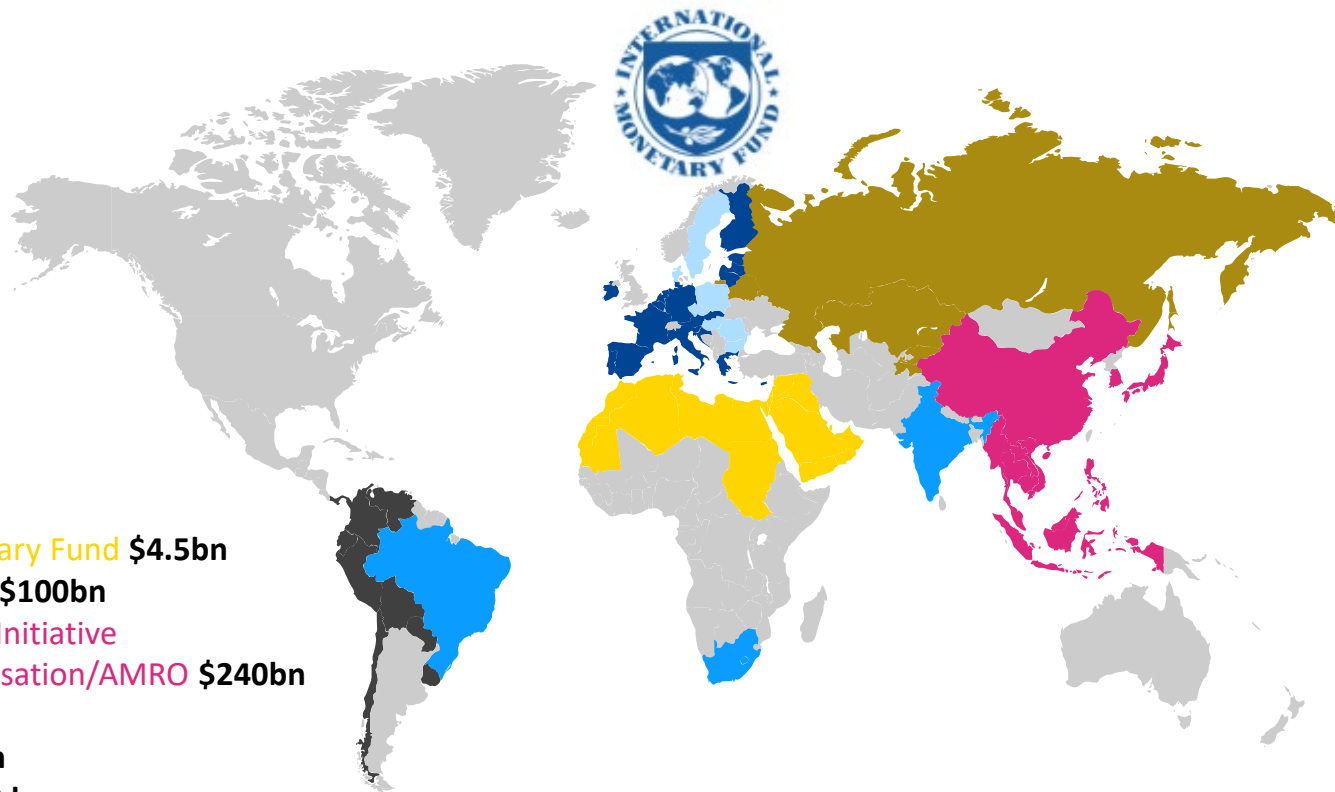 INTERNATIONAL
MONETARY FUND
ary Fund $4.5bn
$100bn
Initiative
sation/AMRO $240bn